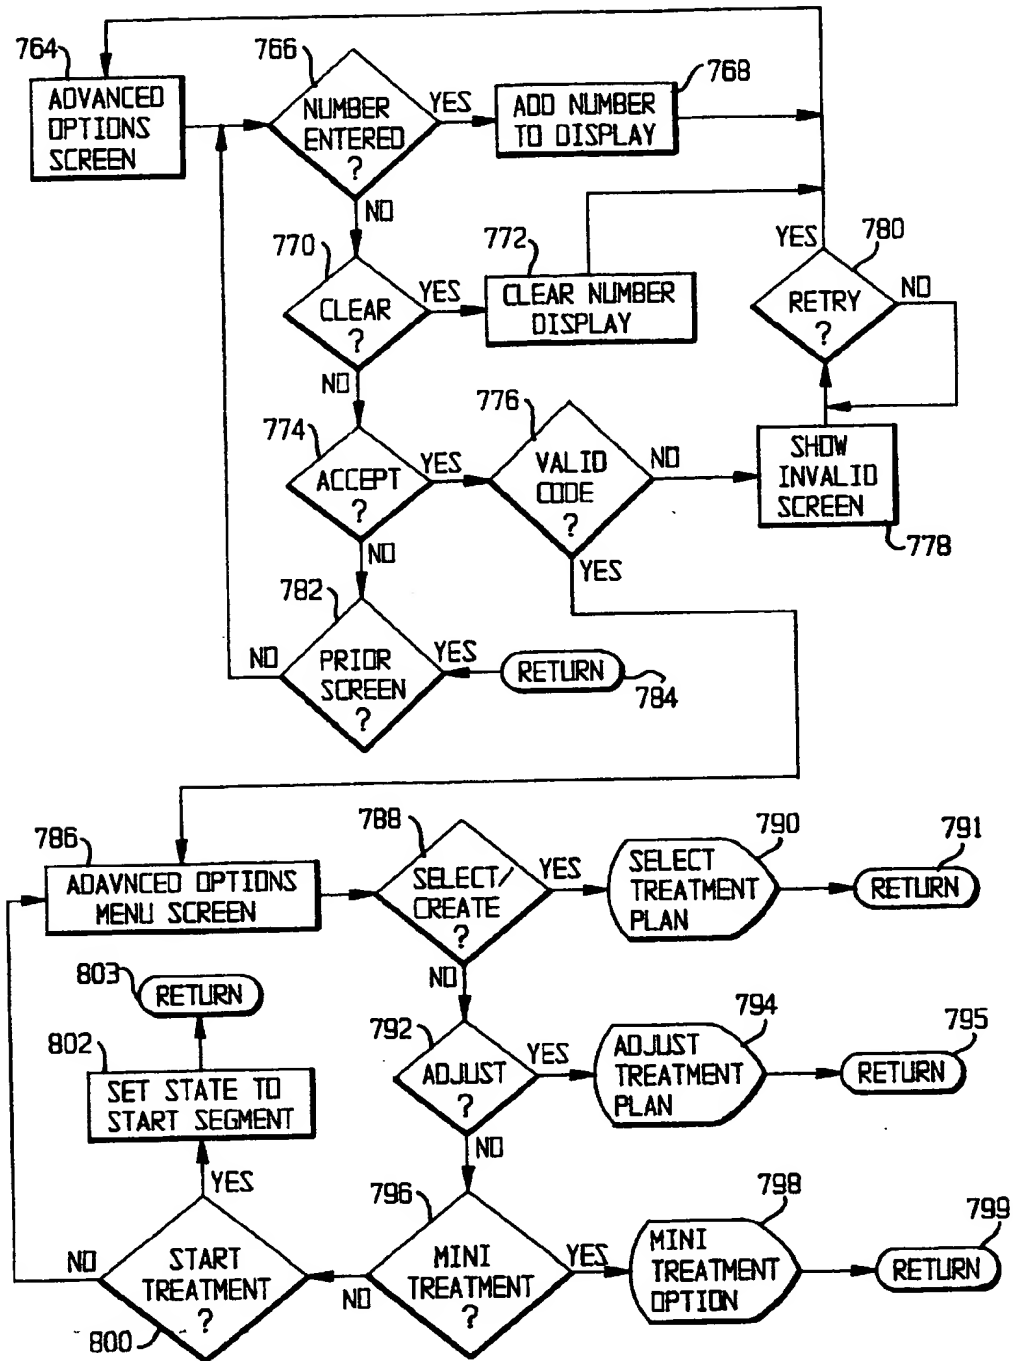 764
ADVANCED
OPTIONS
SCREEN
766
NUMBER
ENTERED
?
YES
NO
768
ADD NUMBER
TO DISPLAY
770
CLEAR
?
YES
NO
772
CLEAR NUMBER
DISPLAY
780
YES
RETRY
?
NO
774
ACCEPT
?
YES
NO
776
VALID
CODE
?
NO
YES
SHOW
INVALID
SCREEN
778
782
PRIOR
SCREEN
?
NO
YES
RETURN
784
786
ADAVNCED OPTIONS
MENU SCREEN
788
SELECT/
CREATE
?
YES
NO
790
SELECT
TREATMENT
PLAN
791
RETURN
803
RETURN
802
SET STATE TO
START SEGMENT
792
ADJUST
?
YES
NO
794
ADJUST
TREATMENT
PLAN
795
RETURN
YES
NO
START
TREATMENT
?
800
796
MINI
TREATMENT
?
YES
NO
798
MINI
TREATMENT
OPTION
799
RETURN